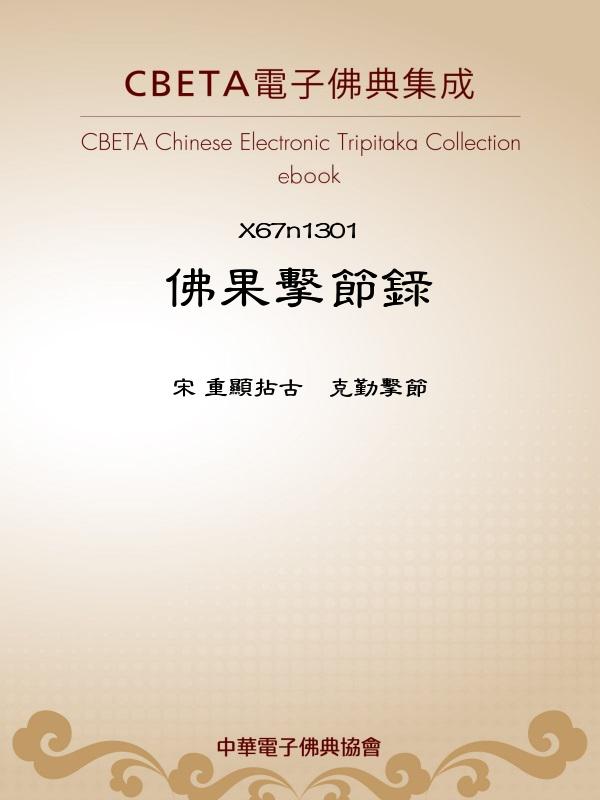 CBETA電子佛典集成
CBETA Chinese Electronic Tripitaka Collection
ebook
X67n1301
佛果擊節錄
宋 重顯拈古　克勤擊節
中華電子佛典協會